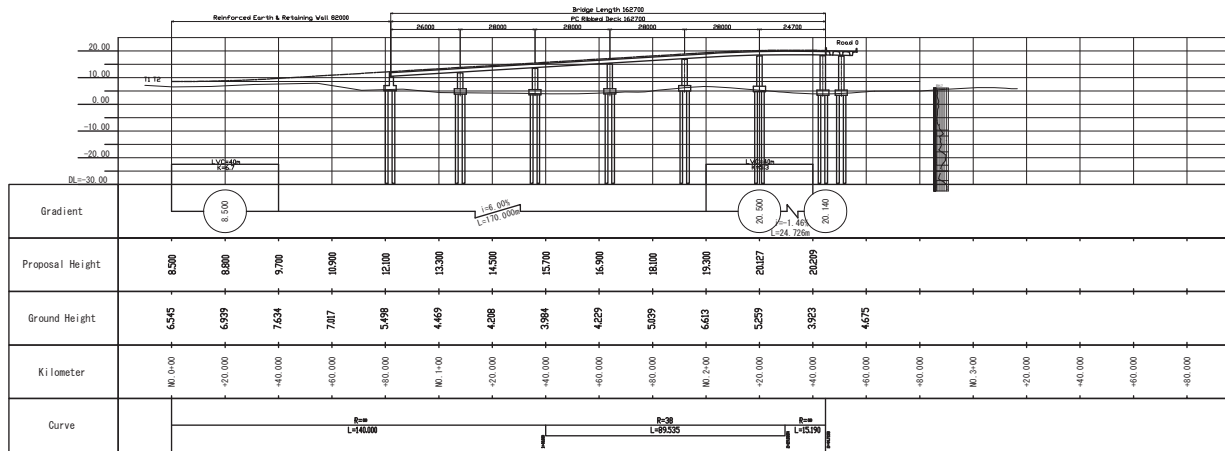 Bridge Length 162700
Reinforced Earth & Retaining Wall 82000
PC Ribbed Deck 162700
26000 28000 28000 28000 28000 24700
Road 0
20.00
T1 T2
10.00
0.00
-10.00
-20.00
LVC=40m
K=6.7
DL=-30.00
Gradient
8.500
i=6.00%
L=170.000m
20.500
i=-1.46%
L=24.726m
20.140
Proposal Height
8.500 8.800 9.700 10.900 12.100 13.300 14.500 15.700 16.900 18.100 19.300 20.127 20.209
Ground Height
6.545 6.939 7.634 7.017 5.498 4.469 4.208 3.984 4.229 5.039 6.613 5.259 3.923 4.675
Kilometer
NO.0+00 +20.000 +40.000 +60.000 +80.000 NO.1+00 +20.000 +40.000 +60.000 +80.000 NO.2+00 +20.000 +40.000 +60.000 +80.000 NO.3+00 +20.000 +40.000 +60.000 +80.000
Curve
R=∞
L=140.000
R=38
L=89.535
R=∞
L=15.190